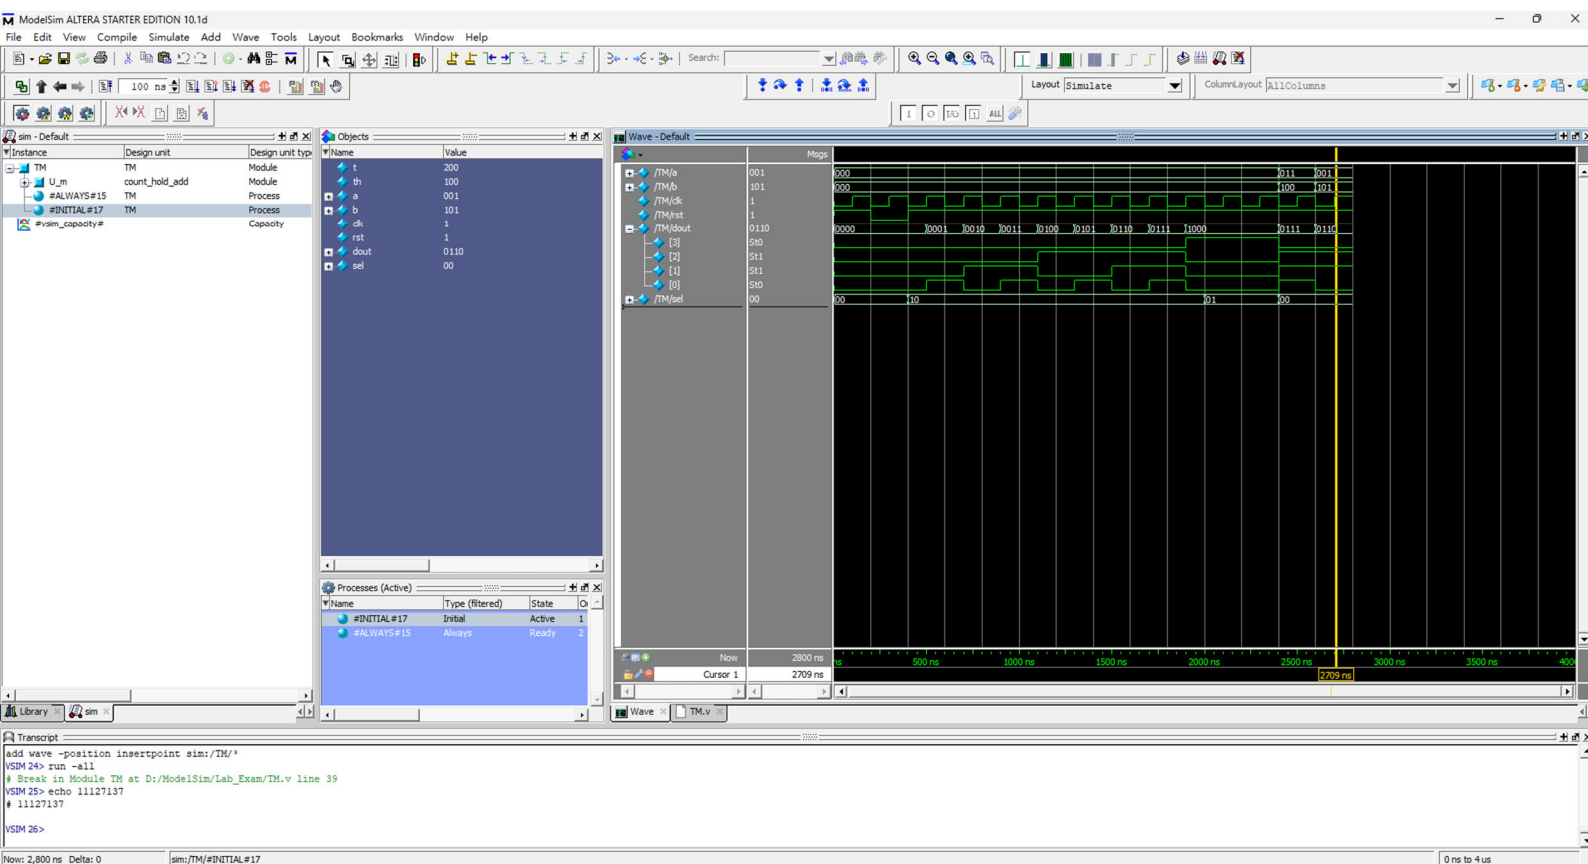 ModelSim ALTERA STARTER EDITION 10.1d
File Edit View Compile Simulate Add Wave Tools Layout Bookmarks Window Help
Search:
100 ns
Layout Simulate
ColumnLayout AllColumns
sim - Default
Instance Design unit Design unit type
TM TM Module
U_m count_hold_add Module
#ALWAYS#15 TM Process
#INITIAL#17 TM Process
#vsim_capacity# Capacity
Objects
Name Value
t 200
th 100
a 001
b 101
clk 1
rst 1
dout 0110
sel 00
Processes (Active)
Name Type (filtered) State
#INITIAL#17 Initial Active 1
#ALWAYS#15 Always Ready 2
Wave - Default
Msgs
/TM/a 001 000 011 001
/TM/b 101 000 100 101
/TM/clk 1
/TM/rst 1
/TM/dout 0110 0000 0001 0010 0011 0100 0101 0110 0111 1000 0111 0110
[3] St0
[2] St1
[1] St1
[0] St0
/TM/sel 00 00 10 01 00
Now 2800 ns
ns 500 ns 1000 ns 1500 ns 2000 ns 2500 ns 3000 ns 3500 ns 400
Cursor 1 2709 ns
2709 ns
Library sim
Wave TM.v
Transcript
add wave -position insertpoint sim:/TM/*
VSIM 24> run -all
# Break in Module TM at D:/ModelSim/Lab_Exam/TM.v line 39
VSIM 25> echo 11127137
# 11127137
VSIM 26>
Now: 2,800 ns Delta: 0
sim:/TM/#INITIAL#17
0 ns to 4 us